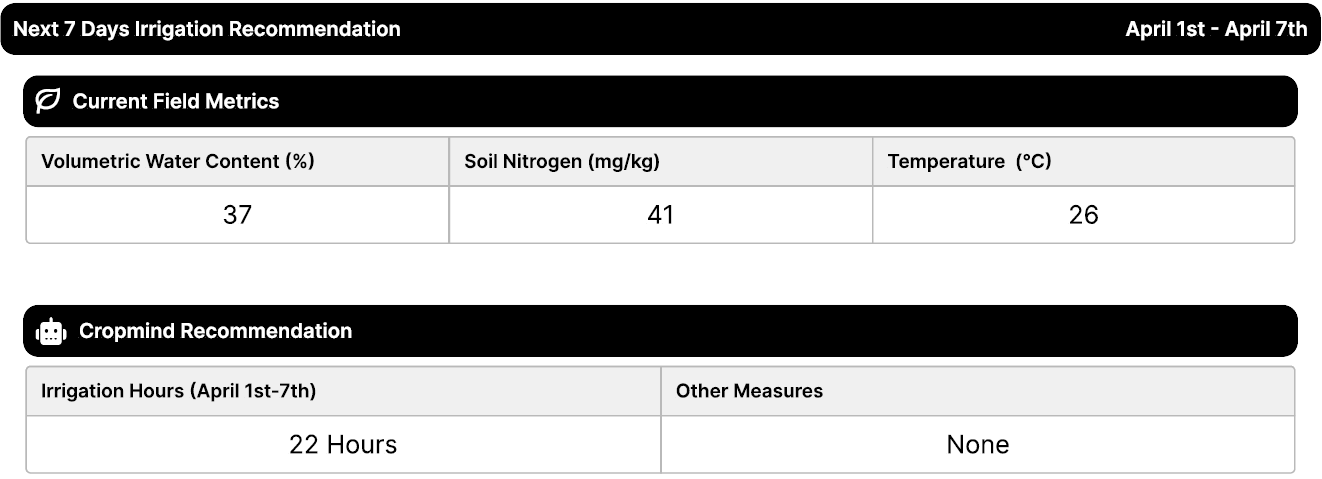 Next 7 Days Irrigation Recommendation April 1st - April 7th
Current Field Metrics
Volumetric Water Content (%) Soil Nitrogen (mg/kg) Temperature (°C)
37 41 26
Cropmind Recommendation
Irrigation Hours (April 1st-7th) Other Measures
22 Hours None